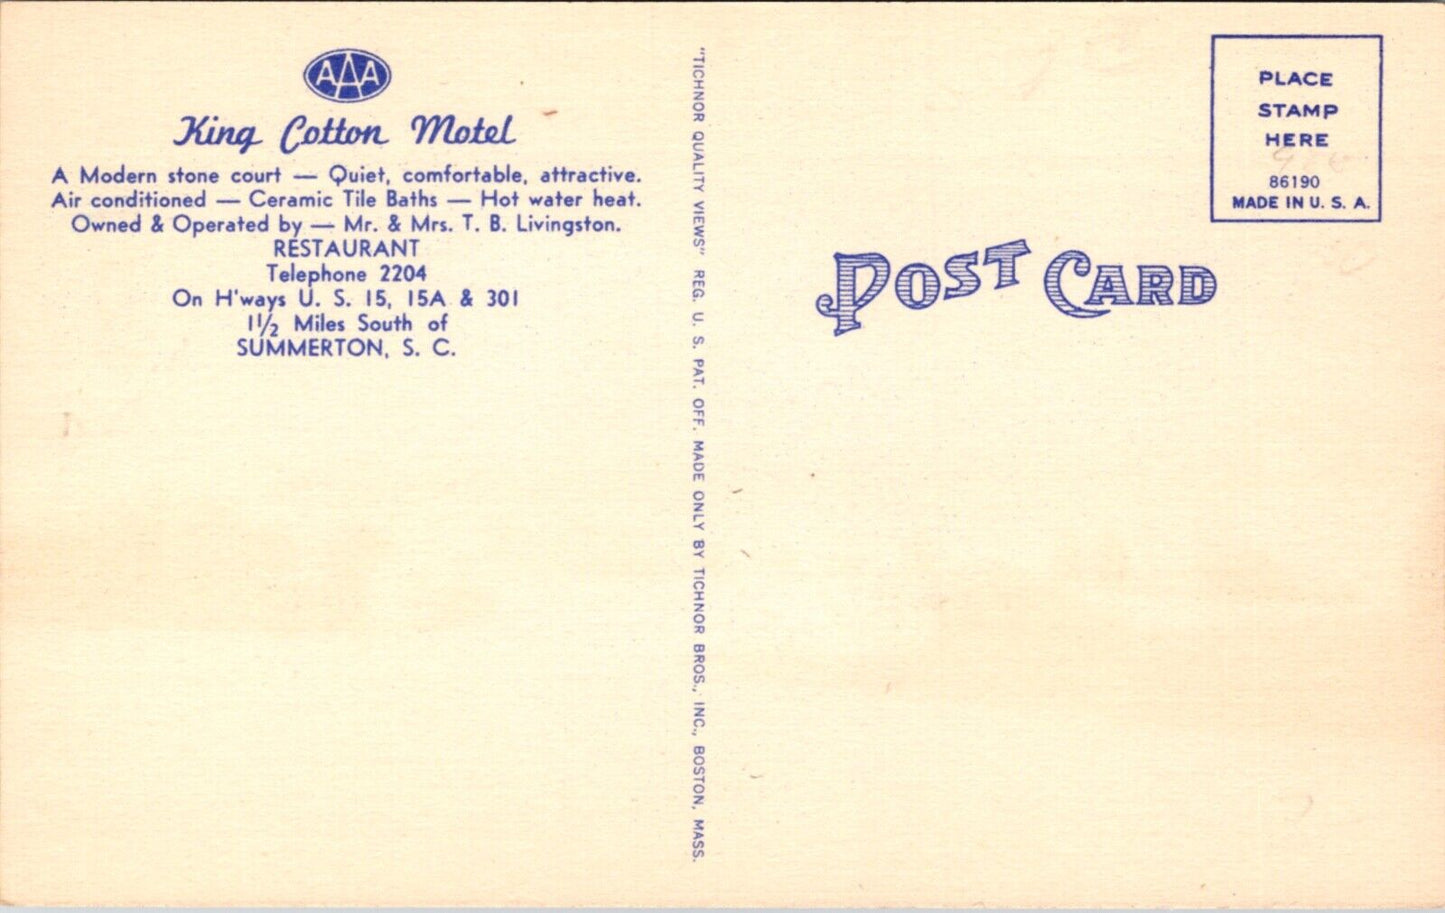 AAA
King Cotton Motel
A Modern stone court — Quiet, comfortable, attractive.
Air conditioned — Ceramic Tile Baths — Hot water heat.
Owned & Operated by — Mr. & Mrs. T. B. Livingston.
RESTAURANT
Telephone 2204
On H'ways U. S. 15, 15A & 301
1½ Miles South of
SUMMERTON, S. C.
"TICHNOR QUALITY VIEWS" REG. U. S. PAT. OFF. MADE ONLY BY TICHNOR BROS., INC., BOSTON, MASS.
POST CARD
PLACE
STAMP
HERE
86190
MADE IN U. S. A.